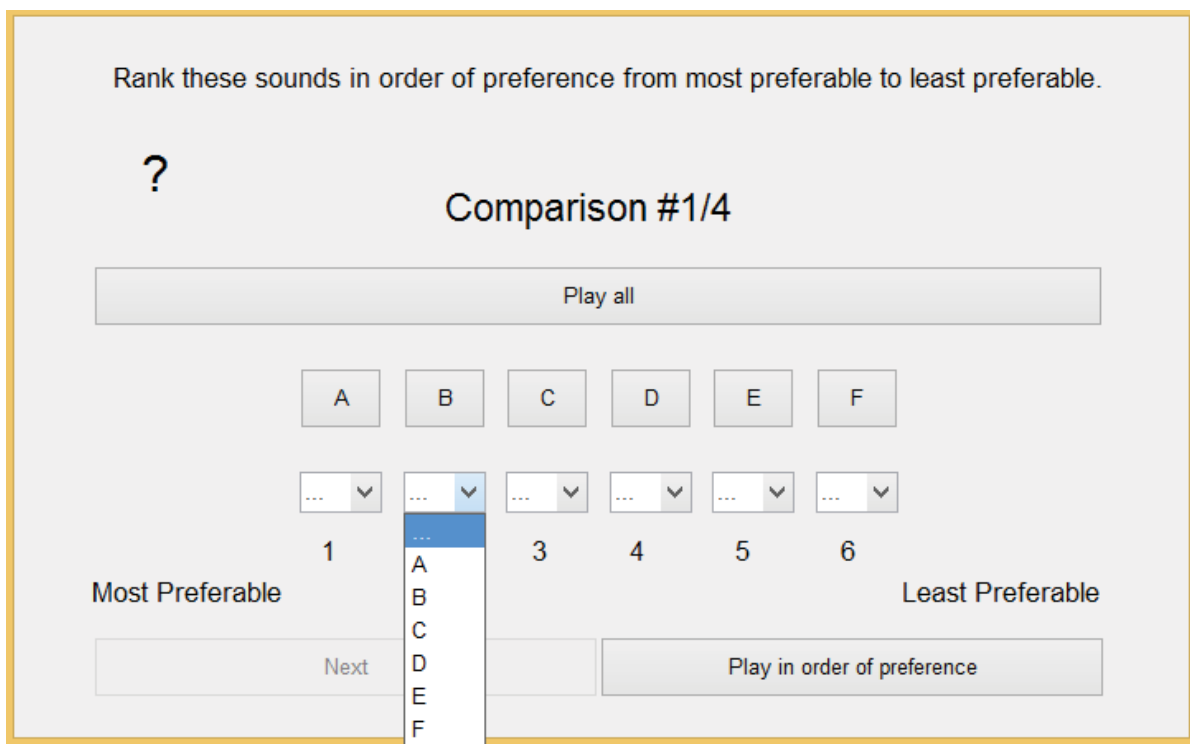 Rank these sounds in order of preference from most preferable to least preferable.
?
Comparison #1/4
Play all
A B C D E F
... ... ... ... ... ...
...
1 3 4 5 6
A
Most Preferable Least Preferable
B
C
Next D Play in order of preference
E
F